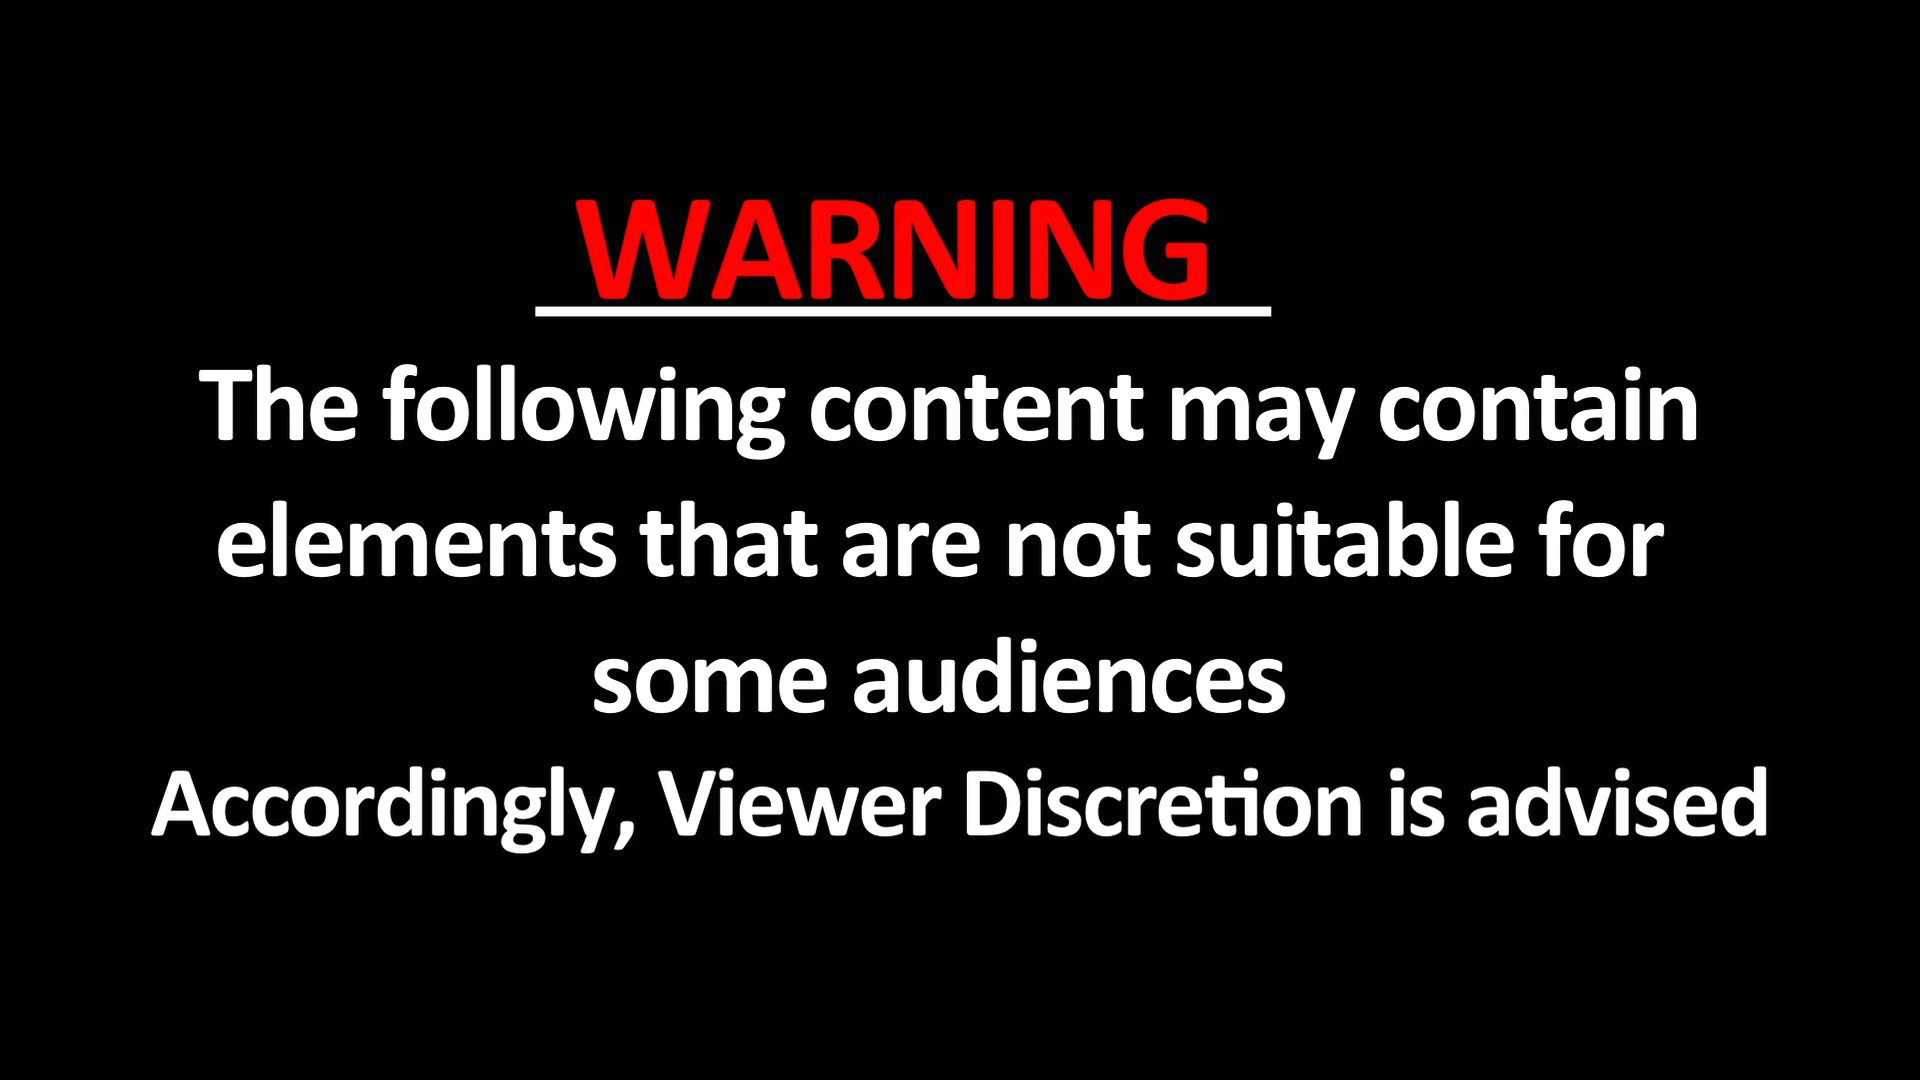 WARNING
The following content may contain
elements that are not suitable for
some audiences
Accordingly, Viewer Discretion is advised